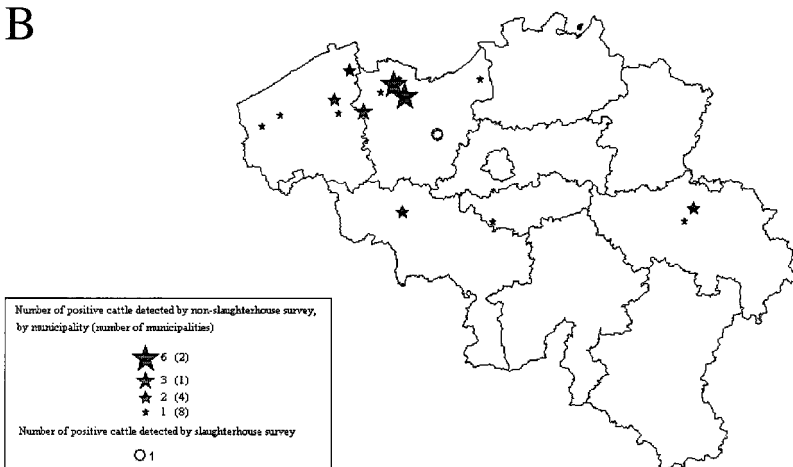 B
Number of positive cattle detected by non-slaughterhouse survey,
by municipality (number of municipalities)
6 (2)
3 (1)
2 (4)
1 (8)
Number of positive cattle detected by slaughterhouse survey
1